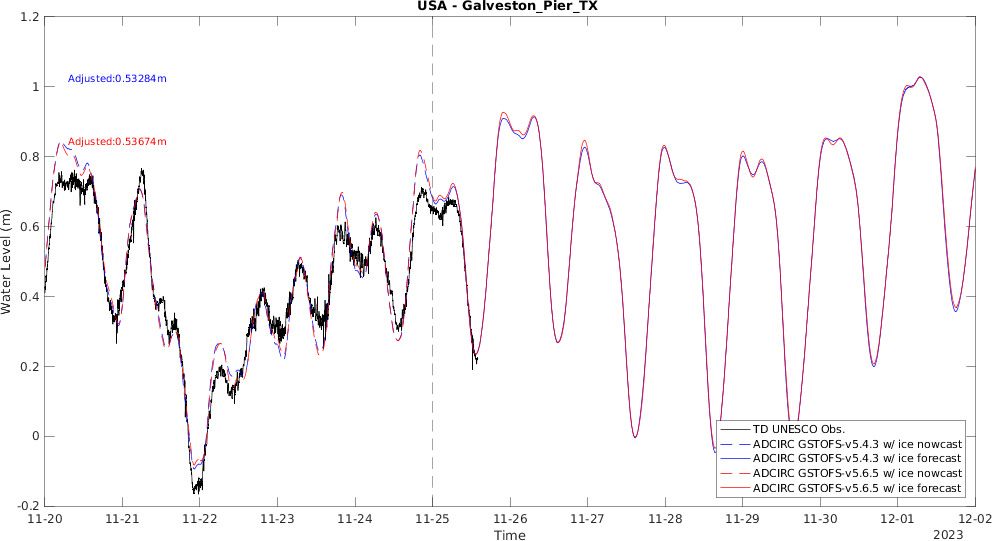 USA - Galveston_Pier_TX
1.2
1
0.8
0.6
0.4
0.2
0
-0.2
Water Level (m)
Adjusted:0.53284m
Adjusted:0.53674m
TD UNESCO Obs.
ADCIRC GSTOFS-v5.4.3 w/ ice nowcast
ADCIRC GSTOFS-v5.4.3 w/ ice forecast
ADCIRC GSTOFS-v5.6.5 w/ ice nowcast
ADCIRC GSTOFS-v5.6.5 w/ ice forecast
11-20 11-21 11-22 11-23 11-24 11-25 11-26 11-27 11-28 11-29 11-30 12-01 12-02
Time
2023